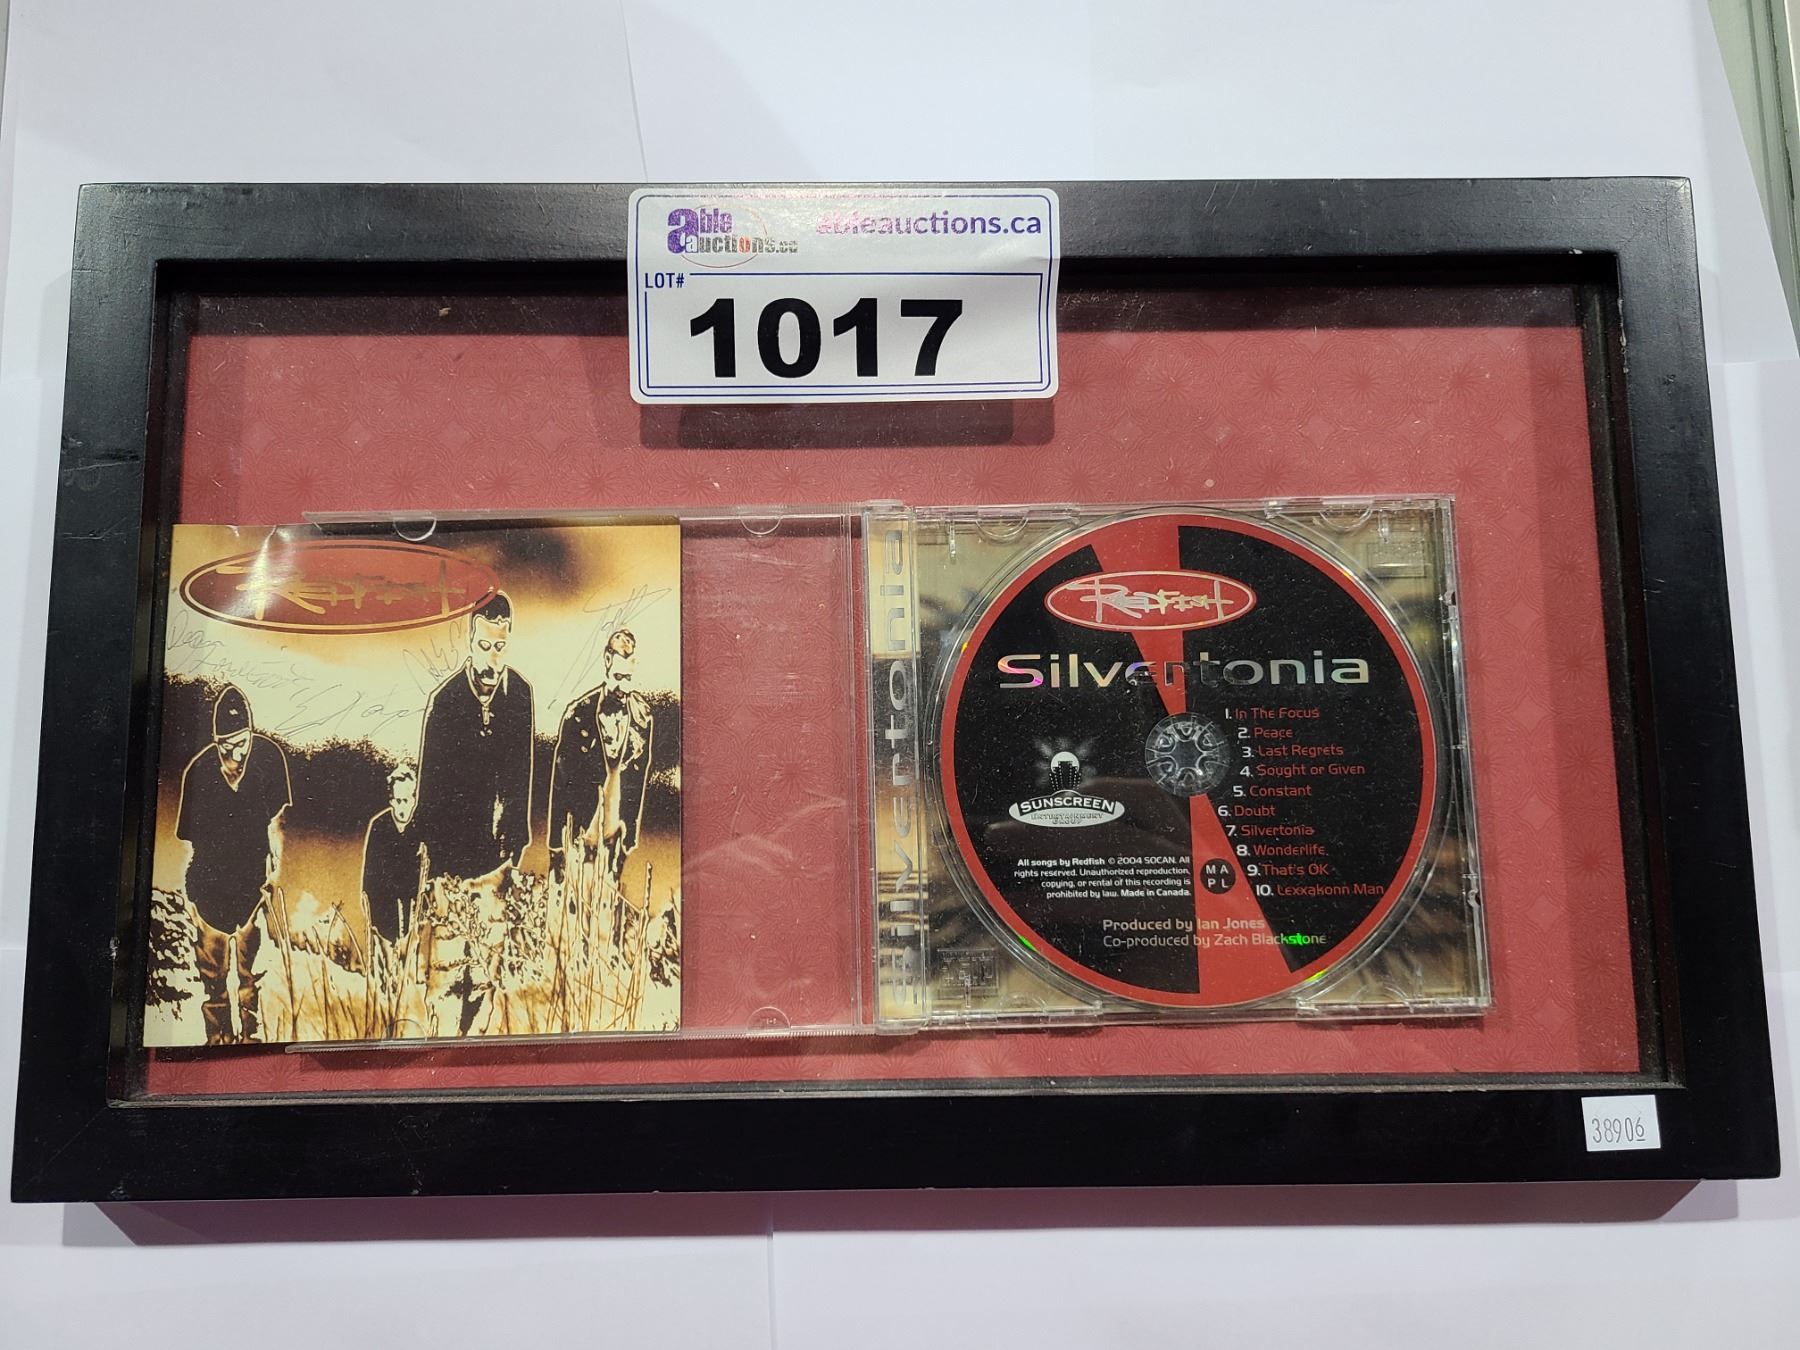 able auctions.ca
ableauctions.ca
LOT#
1017
REDFISH
Silvertonia
REDFISH
Silvertonia
1. In The Focus
2. Peace
3. Last Regrets
4. Sought or Given
5. Constant
6. Doubt
7. Silvertonia
8. Wonderlife
9. That's OK
10. Lexxakonn Man
SUNSCREEN
ENTERTAINMENT
GROUP
All songs by Redfish © 2004 SOCAN. All
rights reserved. Unauthorized reproduction,
copying, or rental of this recording is
prohibited by law. Made in Canada.
M A
P L
Produced by Ian Jones
Co-produced by Zach Blackstone
38906